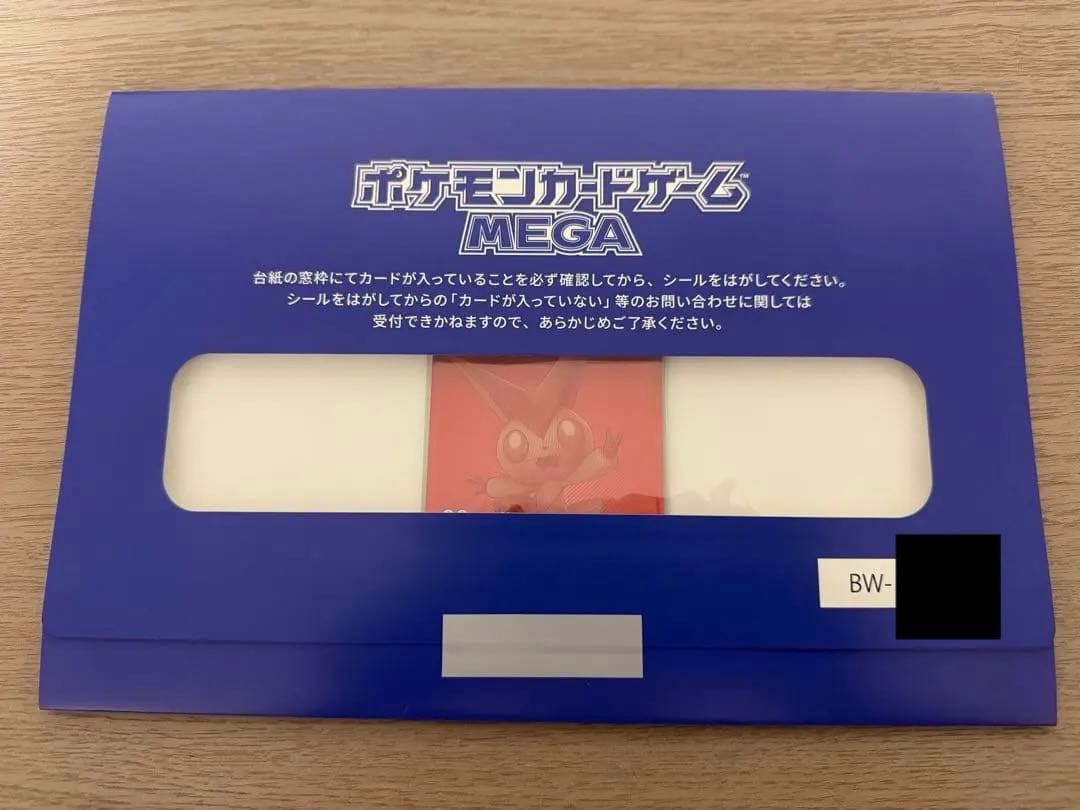 ポケモンカードゲーム™
MEGA
台紙の窓枠にてカードが入っていることを必ず確認してから、シールをはがしてください。
シールをはがしてからの「カードが入っていない」等のお問い合わせに関しては
受付できかねますので、あらかじめご了承ください。
BW-